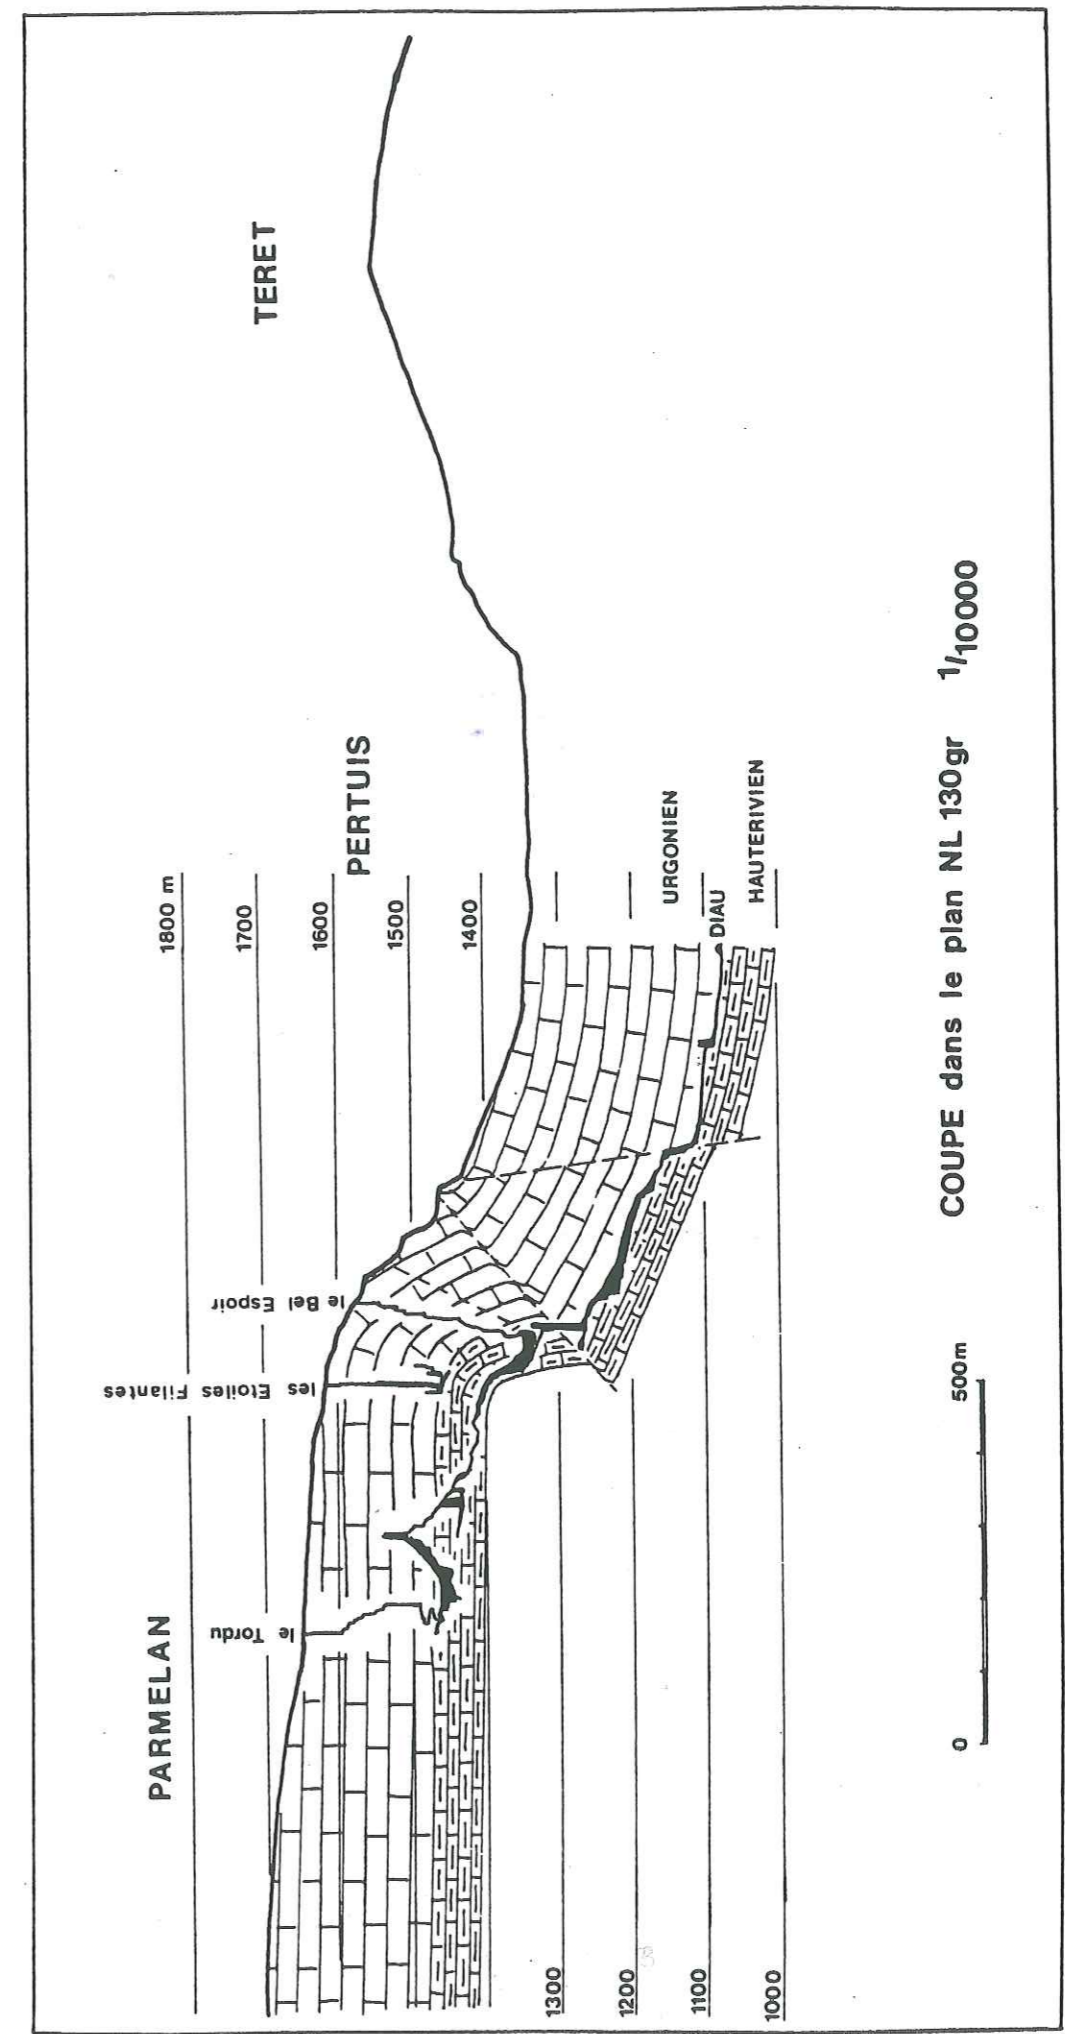 PARMELAN
PERTUIS
TERET
le Tordu
les Etoiles Filantes
le Bel Espoir
1800 m
1700
1600
1500
1400
1300
1200
1100
1000
URGONIEN
DIAU
HAUTERIVIEN
0
500m
COUPE dans le plan NL 130gr 1/10000